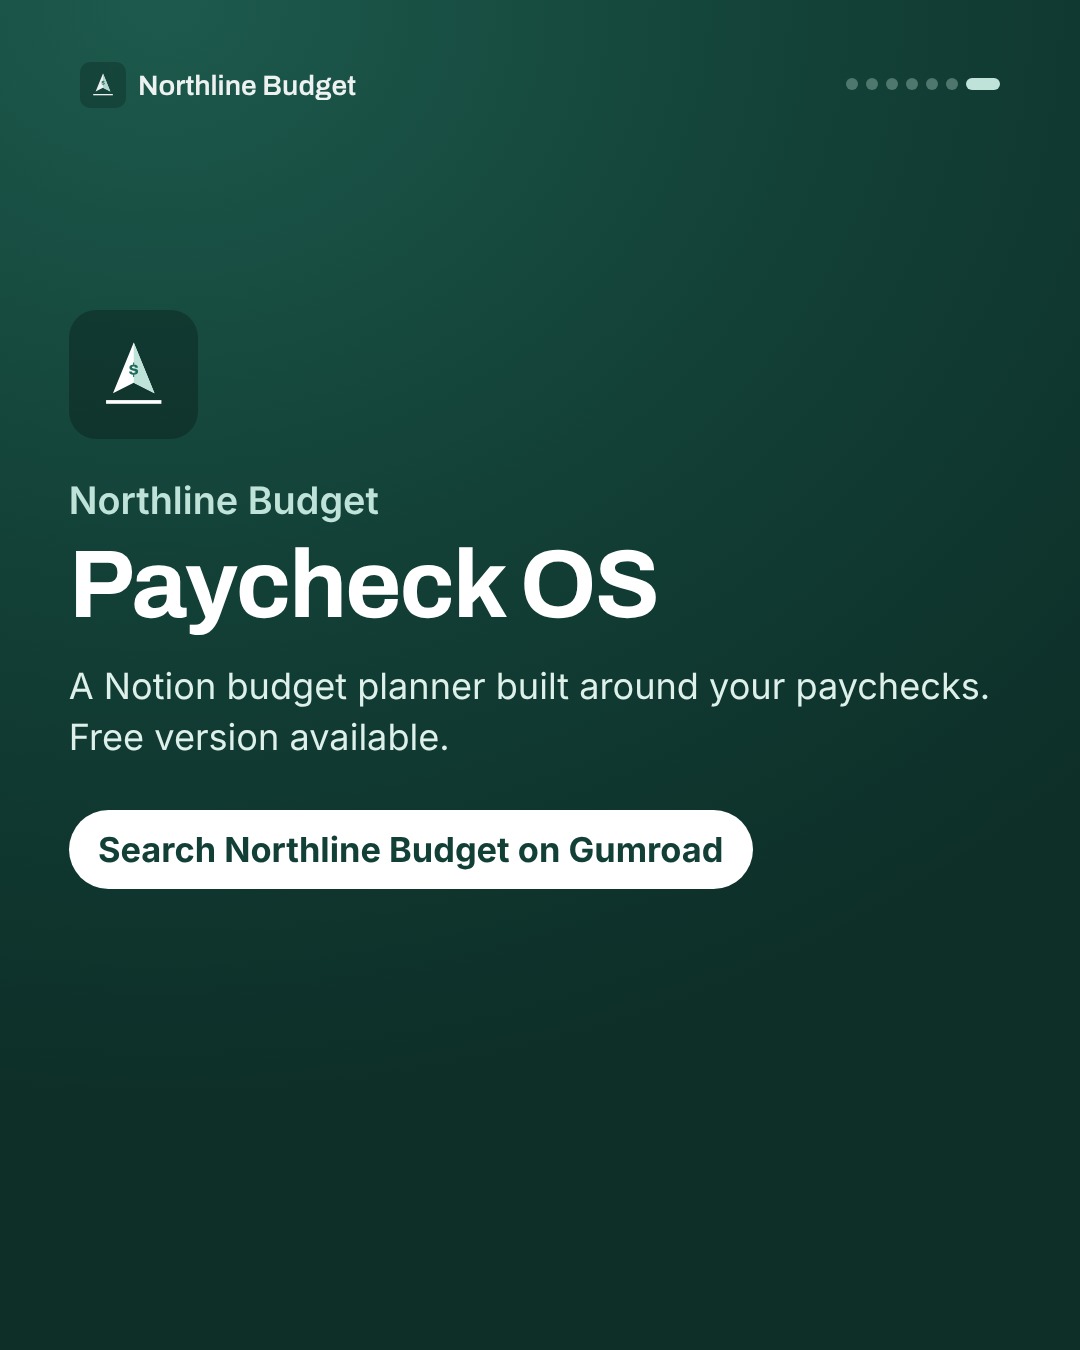 Northline Budget
$
Northline Budget
Paycheck OS
A Notion budget planner built around your paychecks.
Free version available.
Search Northline Budget on Gumroad